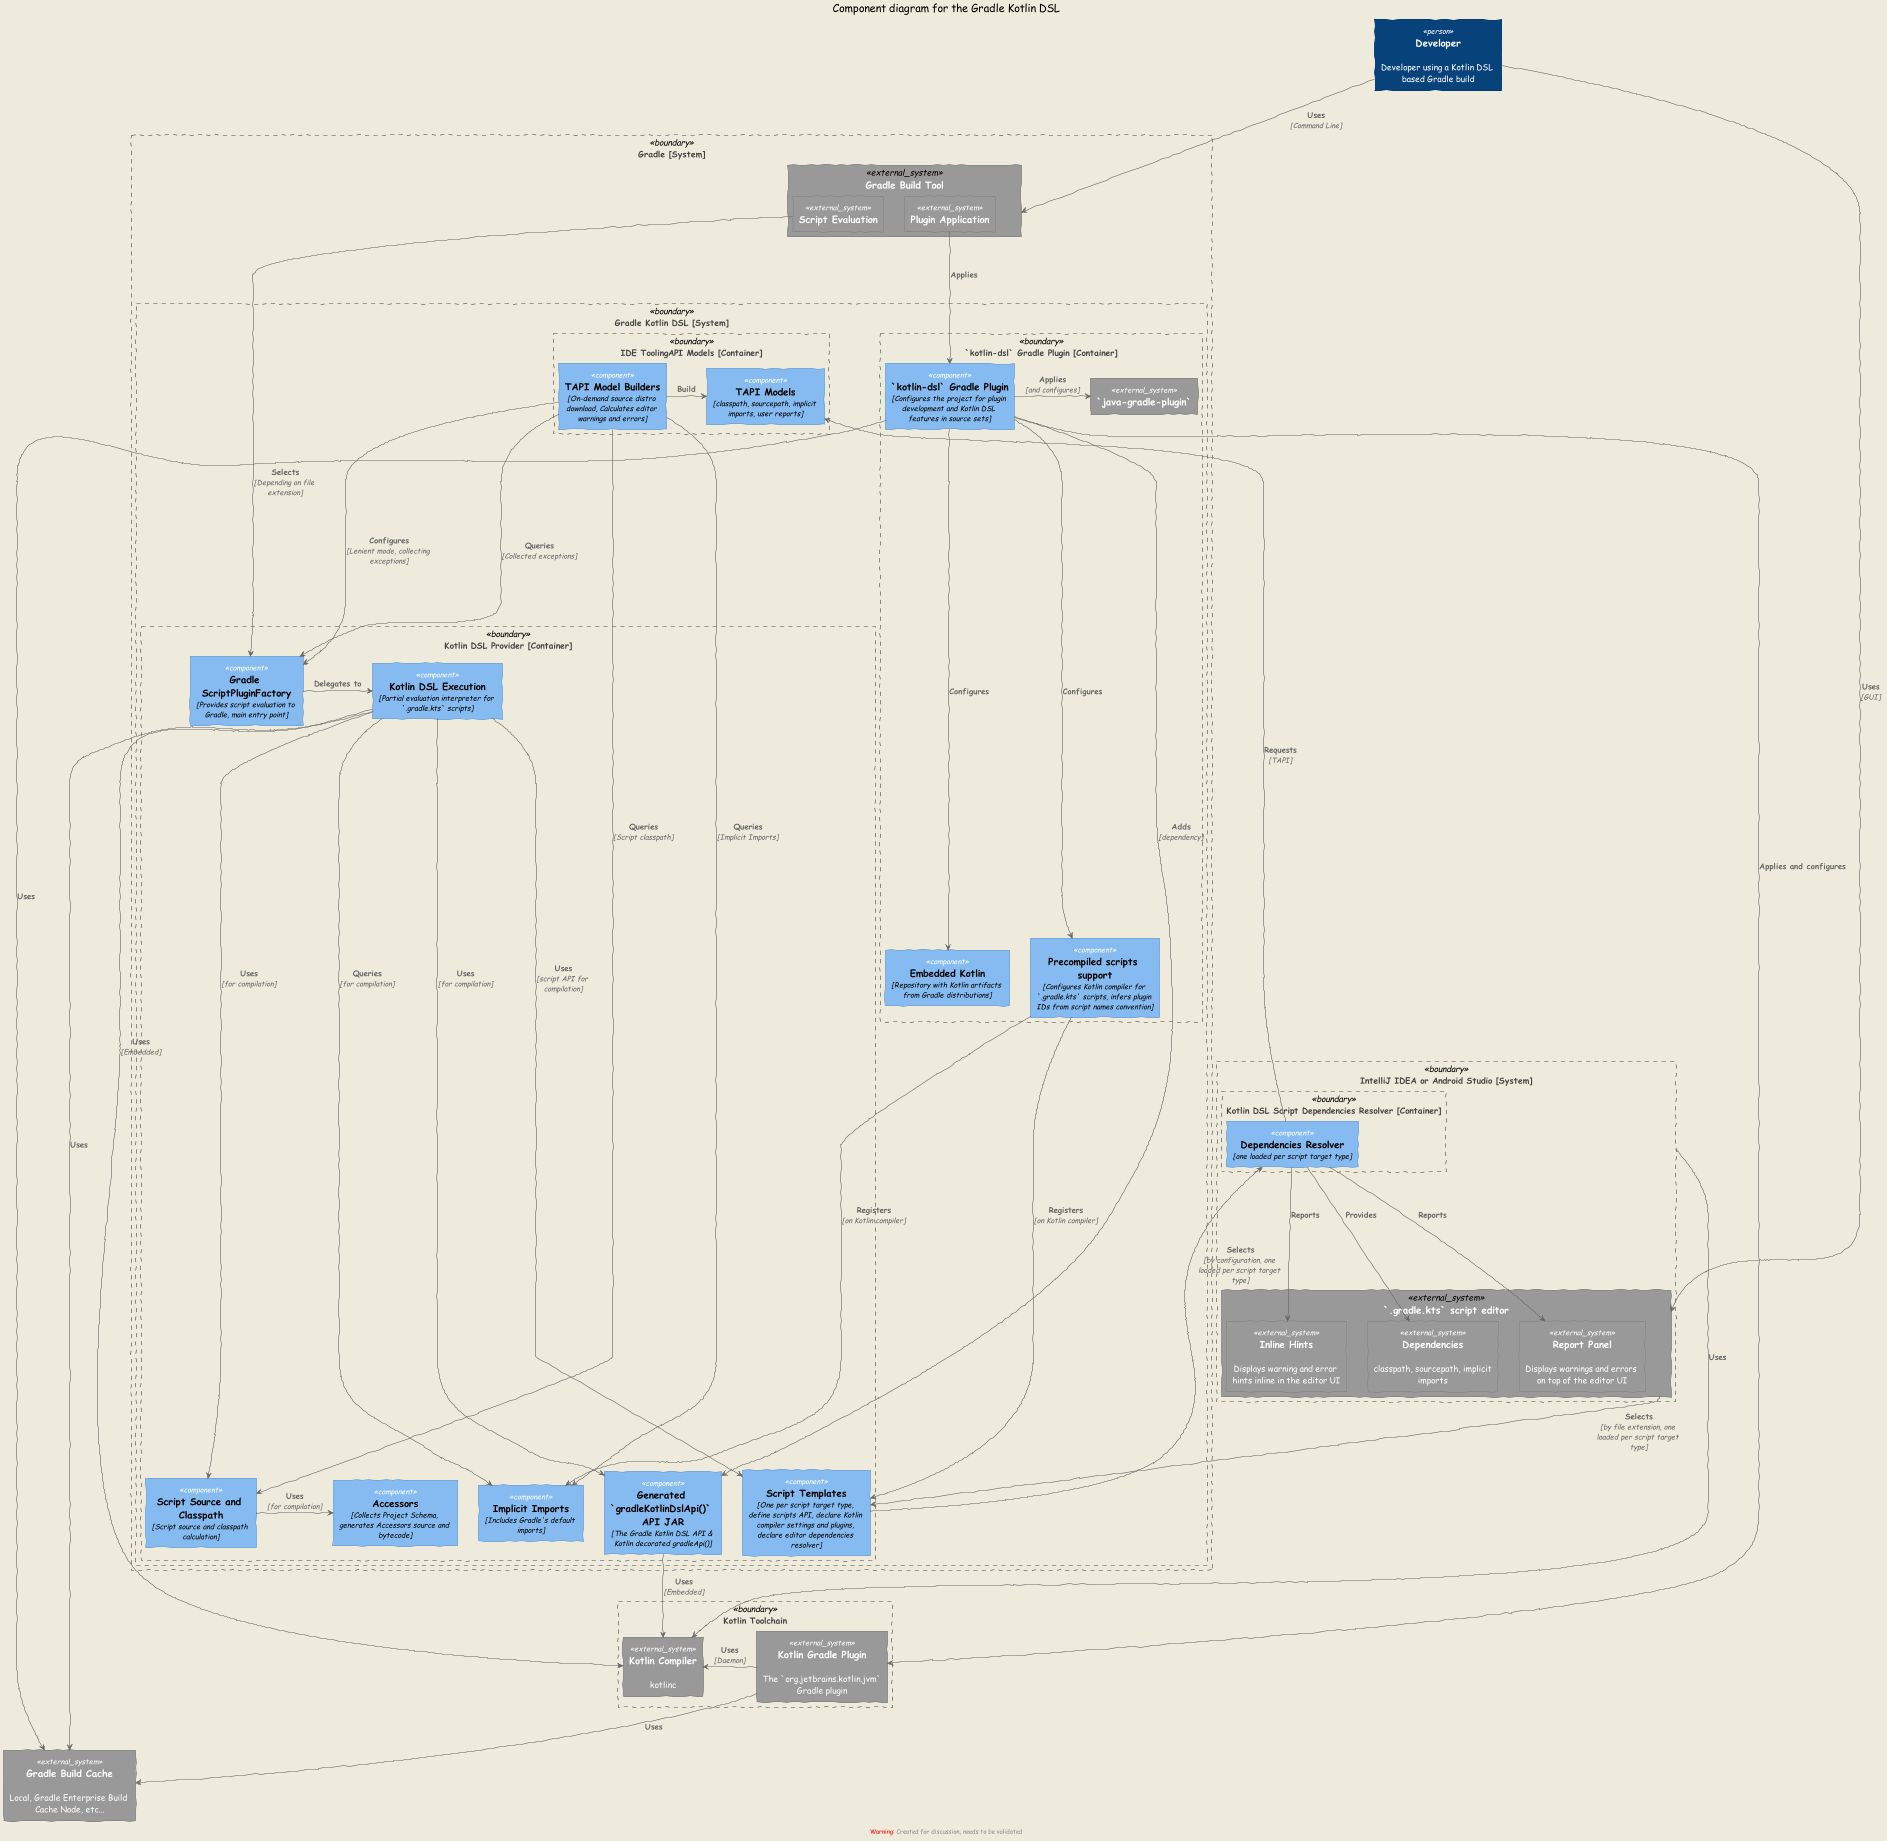 Component diagram for the Gradle Kotlin DSL
«person»
Developer
Developer using a Kotlin DSL
based Gradle build
Uses
[Command Line]
«boundary»
Gradle [System]
«external_system»
Gradle Build Tool
«external_system»
Script Evaluation
«external_system»
Plugin Application
Applies
«boundary»
Gradle Kotlin DSL [System]
«boundary»
IDE ToolingAPI Models [Container]
«component»
TAPI Model Builders
[On-demand source distro
download, Calculates editor
warnings and errors]
Build
«component»
TAPI Models
[classpath, sourcepath, implicit
imports, user reports]
«boundary»
`kotlin-dsl` Gradle Plugin [Container]
«component»
`kotlin-dsl` Gradle Plugin
[Configures the project for plugin
development and Kotlin DSL
features in source sets]
Applies
[and configures]
«external_system»
`java-gradle-plugin`
Selects
[Depending on file
extension]
Configures
[Lenient mode, collecting
exceptions]
Queries
[Collected exceptions]
«boundary»
Kotlin DSL Provider [Container]
«component»
Gradle
ScriptPluginFactory
[Provides script evaluation to
Gradle, main entry point]
Delegates to
«component»
Kotlin DSL Execution
[Partial evaluation interpreter for
`.gradle.kts` scripts]
Configures
Configures
Uses
[GUI]
Requests
[TAPI]
Queries
[Script classpath]
Queries
[Implicit Imports]
Adds
[dependency]
Applies and configures
Uses
Uses
[for compilation]
Queries
[for compilation]
Uses
[for compilation]
Uses
[script API for
compilation]
«component»
Embedded Kotlin
[Repository with Kotlin artifacts
from Gradle distributions]
«component»
Precompiled scripts
support
[Configures Kotlin compiler for
`.gradle.kts` scripts, infers plugin
IDs from script names convention]
Uses
[Embedded]
Uses
«boundary»
IntelliJ IDEA or Android Studio [System]
«boundary»
Kotlin DSL Script Dependencies Resolver [Container]
«component»
Dependencies Resolver
[one loaded per script target type]
Registers
[on Kotlin compiler]
Registers
[on Kotlin compiler]
Reports
Provides
Reports
Selects
[by configuration, one
loaded per script target
type]
«external_system»
`.gradle.kts` script editor
«external_system»
Inline Hints
Displays warning and error
hints inline in the editor UI
«external_system»
Dependencies
classpath, sourcepath, implicit
imports
«external_system»
Report Panel
Displays warnings and errors
on top of the editor UI
Uses
Selects
[by file extension, one
loaded per script target
type]
«component»
Script Source and
Classpath
[Script source and classpath
calculation]
Uses
[for compilation]
«component»
Accessors
[Collects Project Schema,
generates Accessors source and
bytecode]
«component»
Implicit Imports
[Includes Gradle's default
imports]
«component»
Generated
`gradleKotlinDslApi()`
API JAR
[The Gradle Kotlin DSL API &
Kotlin decorated gradleApi()]
«component»
Script Templates
[One per script target type,
define scripts API, declare Kotlin
compiler settings and plugins,
declare editor dependencies
resolver]
Uses
[Embedded]
«boundary»
Kotlin Toolchain
«external_system»
Kotlin Compiler
kotlinc
Uses
[Daemon]
«external_system»
Kotlin Gradle Plugin
The `org.jetbrains.kotlin.jvm`
Gradle plugin
Uses
«external_system»
Gradle Build Cache
Local, Gradle Enterprise Build
Cache Node, etc...
Warning: Created for discussion, needs to be validated